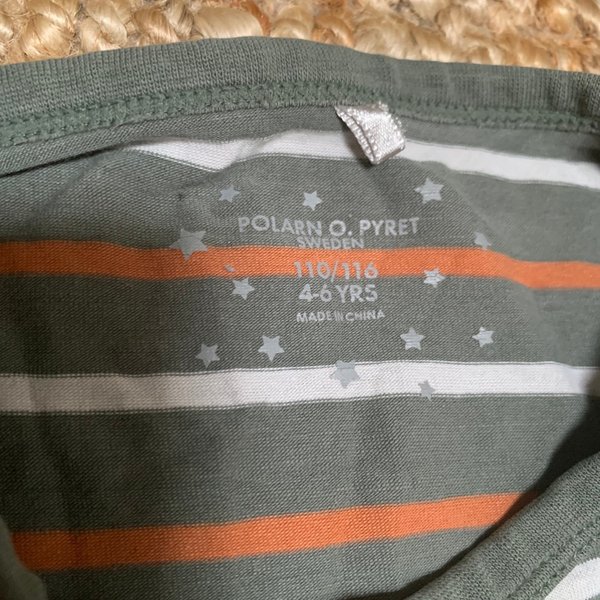 POLARN O. PYRET
SWEDEN
110/116
4-6 YRS
MADE IN CHINA